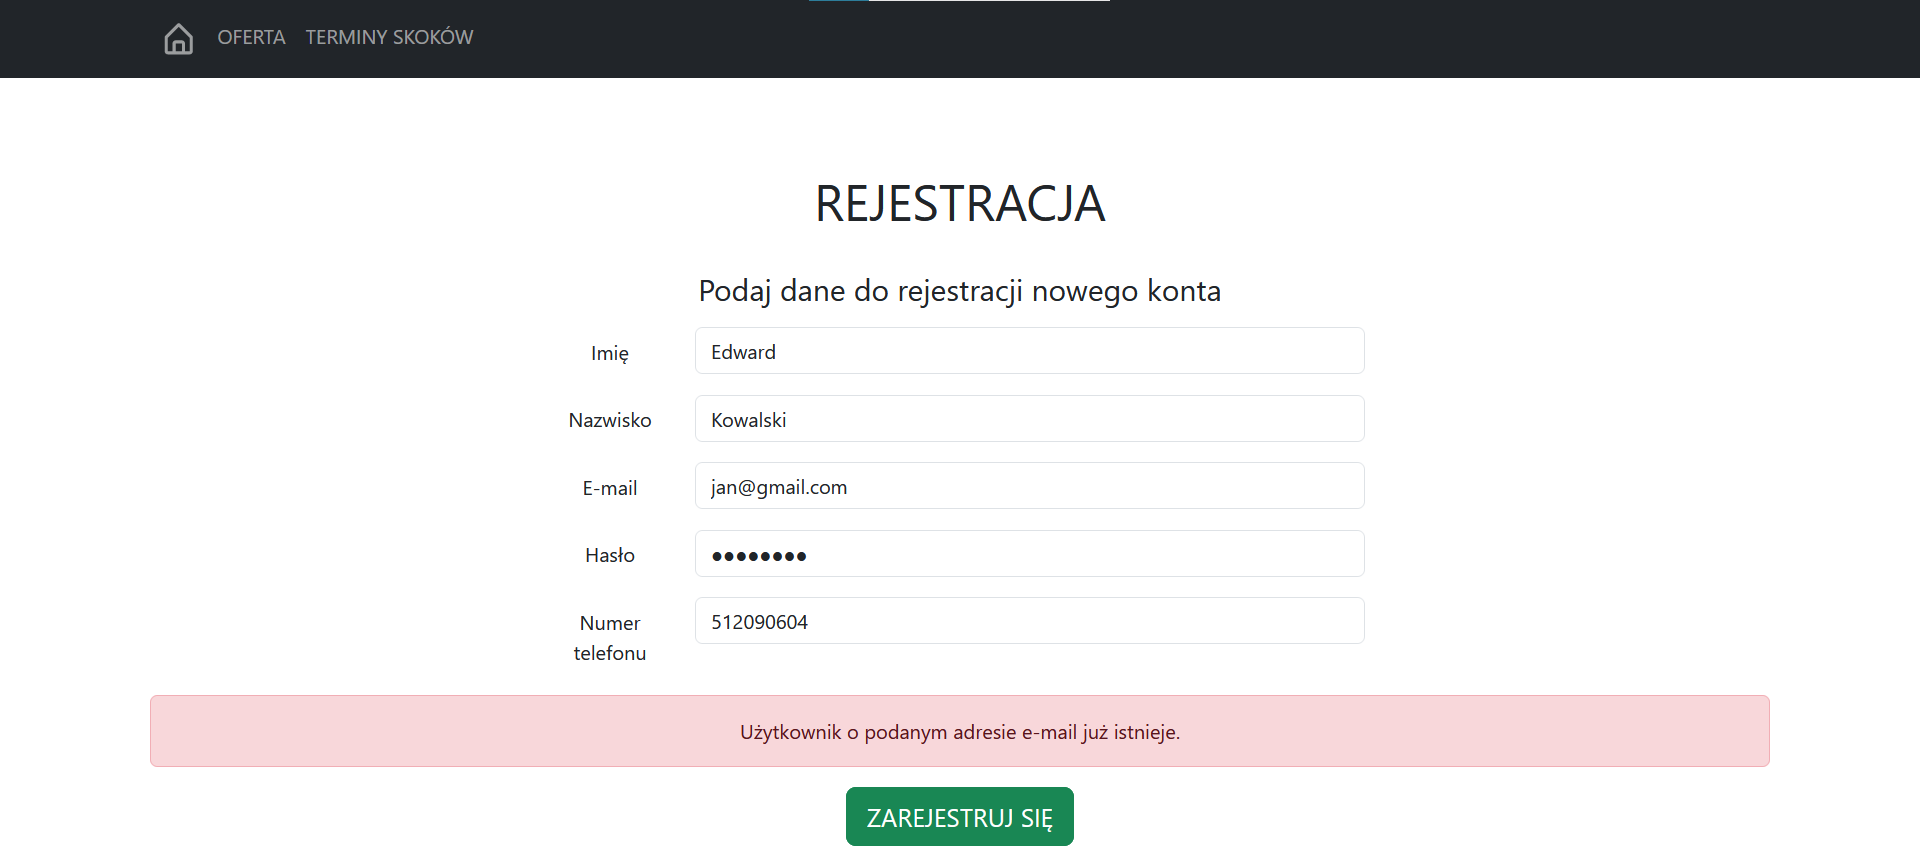 OFERTA TERMINY SKOKÓW
REJESTRACJA
Podaj dane do rejestracji nowego konta
Imię Edward
Nazwisko Kowalski
E-mail jan@gmail.com
Hasło ●●●●●●●●
Numer telefonu 512090604
Użytkownik o podanym adresie e-mail już istnieje.
ZAREJESTRUJ SIĘ